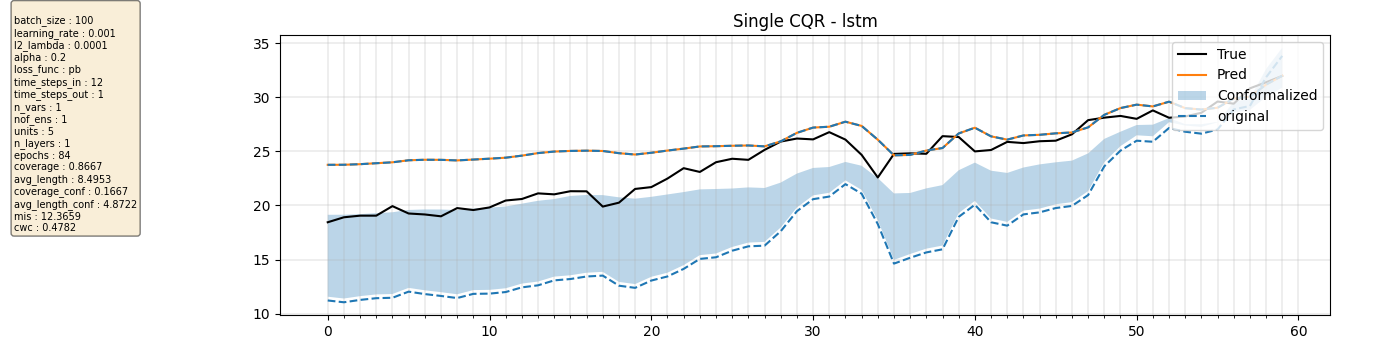 batch_size : 100
learning_rate : 0.001
l2_lambda : 0.0001
alpha : 0.2
loss_func : pb
time_steps_in : 12
time_steps_out : 1
n_vars : 1
nof_ens : 1
units : 5
n_layers : 1
epochs : 84
coverage : 0.8667
avg_length : 8.4953
coverage_conf : 0.1667
avg_length_conf : 4.8722
mis : 12.3659
cwc : 0.4782
Single CQR - lstm
35
30
25
20
15
10
0 10 20 30 40 50 60
True
Pred
Conformalized
original